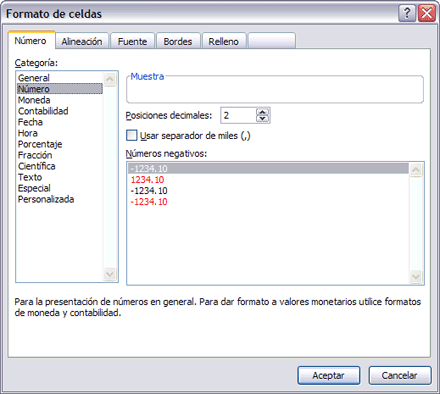 Formato de celdas
Número Alineación Fuente Bordes Relleno
Categoría:
General
Número
Moneda
Contabilidad
Fecha
Hora
Porcentaje
Fracción
Científica
Texto
Especial
Personalizada
Muestra
Posiciones decimales: 2
Usar separador de miles (,)
Números negativos:
-1234.10
1234.10
-1234.10
-1234.10
Para la presentación de números en general. Para dar formato a valores monetarios utilice formatos
de moneda y contabilidad.
Aceptar Cancelar